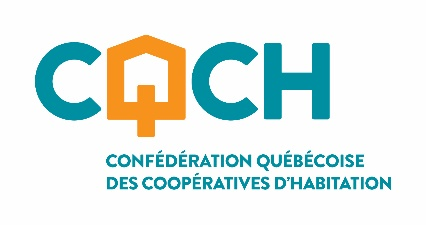 CQCH
CONFÉDÉRATION QUÉBÉCOISE
DES COOPÉRATIVES D'HABITATION